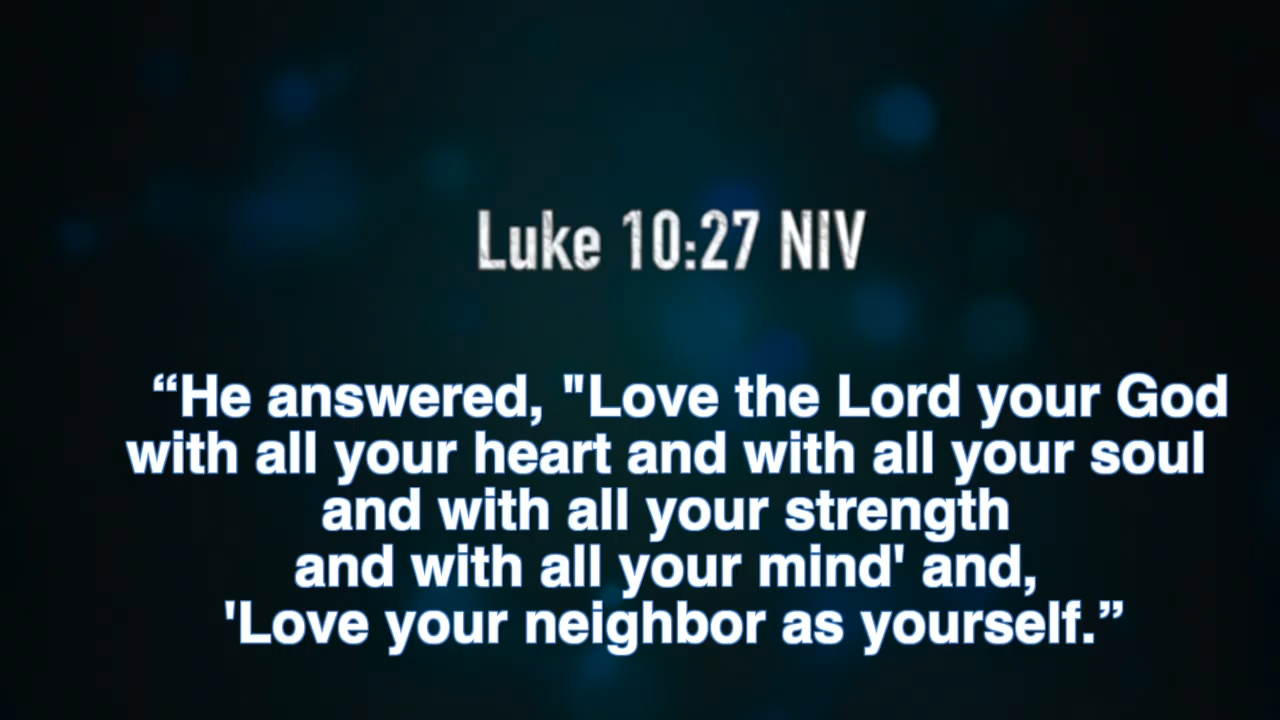 Luke 10:27 NIV
“He answered, "Love the Lord your God
with all your heart and with all your soul
and with all your strength
and with all your mind' and,
'Love your neighbor as yourself.”